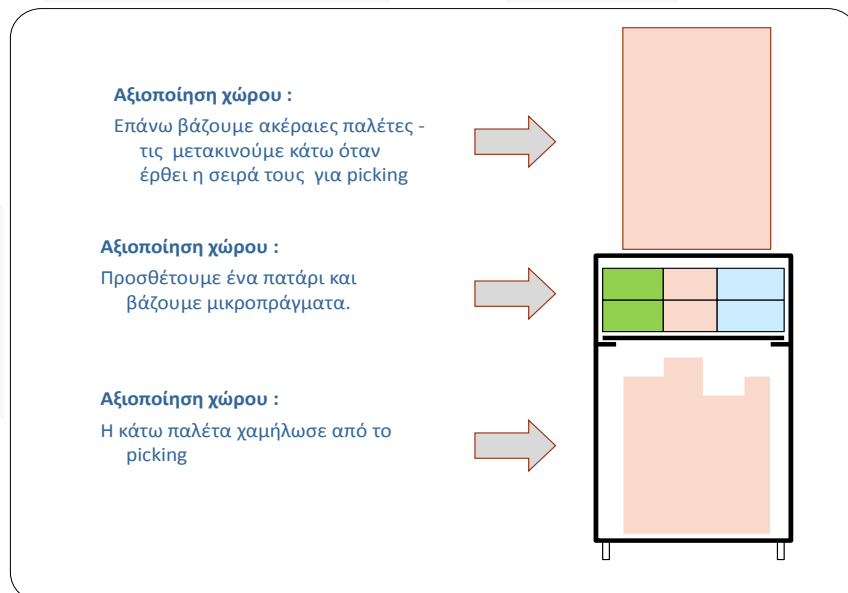 Αξιοποίηση χώρου :
Επάνω βάζουμε ακέραιες παλέτες -
τις μετακινούμε κάτω όταν
έρθει η σειρά τους για picking
Αξιοποίηση χώρου :
Προσθέτουμε ένα πατάρι και
βάζουμε μικροπράγματα.
Αξιοποίηση χώρου :
Η κάτω παλέτα χαμήλωσε από το
picking